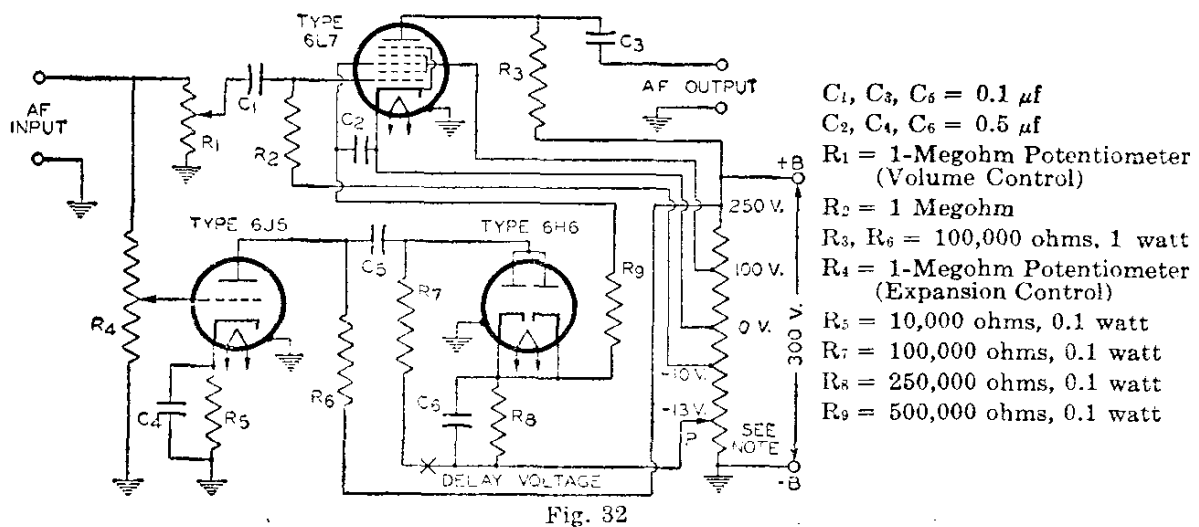 TYPE
6L7
C3
R3
AF
INPUT
R1
C1
R2
C2
AF OUTPUT
+B
250 V.
TYPE 6J5
TYPE 6H6
C5
R7
R9
100 V.
R4
0 V.
300 V.
-10 V.
R6
C6
R8
-13 V.
C4
R5
P
SEE
NOTE
DELAY VOLTAGE
-B
Fig. 32
C1, C3, C5 = 0.1 μf
C2, C4, C6 = 0.5 μf
R1 = 1-Megohm Potentiometer
(Volume Control)
R2 = 1 Megohm
R3, R6 = 100,000 ohms, 1 watt
R4 = 1-Megohm Potentiometer
(Expansion Control)
R5 = 10,000 ohms, 0.1 watt
R7 = 100,000 ohms, 0.1 watt
R8 = 250,000 ohms, 0.1 watt
R9 = 500,000 ohms, 0.1 watt